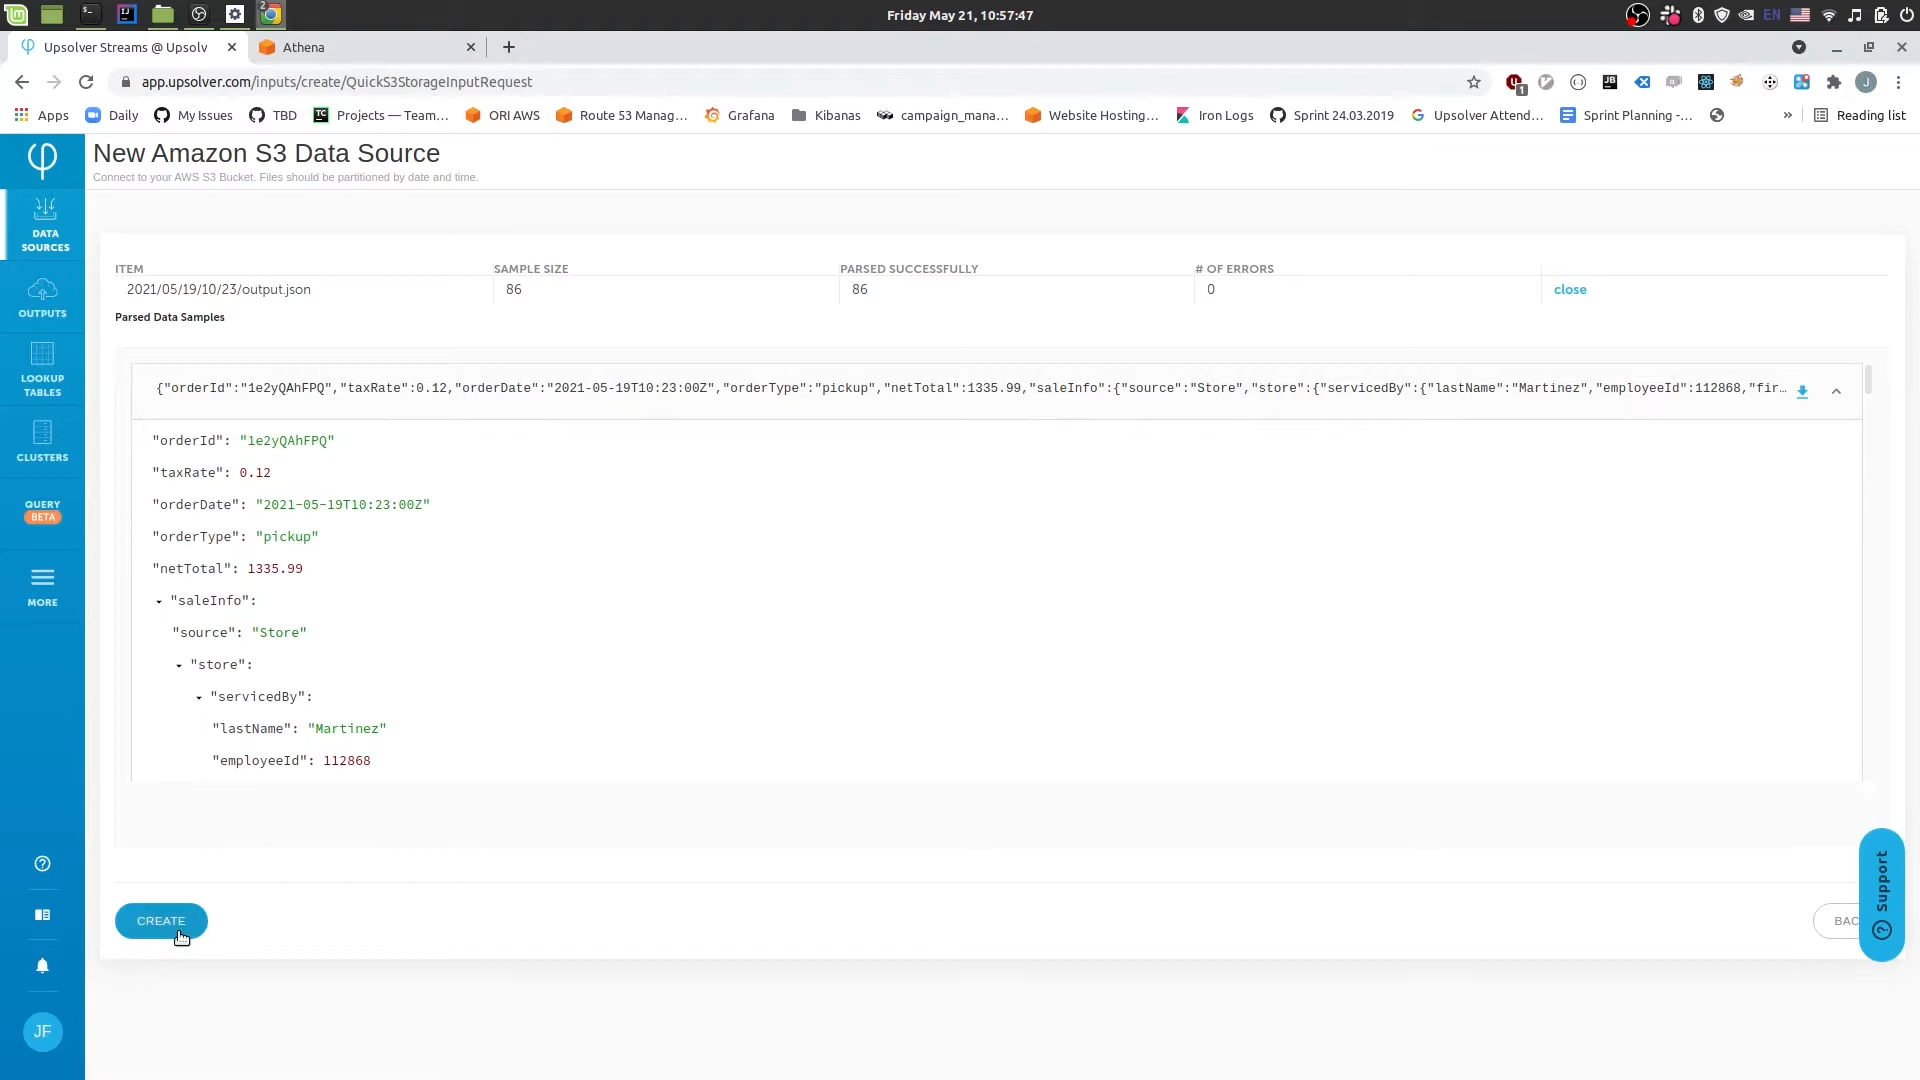 Friday May 21, 10:57:47
EN
Upsolver Streams @ Upsolv
Athena
app.upsolver.com/inputs/create/QuickS3StorageInputRequest
Apps
Daily
My Issues
TBD
Projects — Team...
ORI AWS
Route 53 Manag...
Grafana
Kibanas
campaign_mana...
Website Hosting...
Iron Logs
Sprint 24.03.2019
Upsolver Attend...
Sprint Planning -...
»
Reading list
New Amazon S3 Data Source
Connect to your AWS S3 Bucket. Files should be partitioned by date and time.
DATA
SOURCES
OUTPUTS
LOOKUP
TABLES
CLUSTERS
QUERY
BETA
MORE
JF
ITEM
SAMPLE SIZE
PARSED SUCCESSFULLY
# OF ERRORS
2021/05/19/10/23/output.json
86
86
0
close
Parsed Data Samples
{"orderId":"1e2yQAhFPQ","taxRate":0.12,"orderDate":"2021-05-19T10:23:00Z","orderType":"pickup","netTotal":1335.99,"saleInfo":{"source":"Store","store":{"servicedBy":{"lastName":"Martinez","employeeId":112868,"fir...
"orderId": "1e2yQAhFPQ"
"taxRate": 0.12
"orderDate": "2021-05-19T10:23:00Z"
"orderType": "pickup"
"netTotal": 1335.99
"saleInfo":
"source": "Store"
"store":
"servicedBy":
"lastName": "Martinez"
"employeeId": 112868
CREATE
BAC
Support